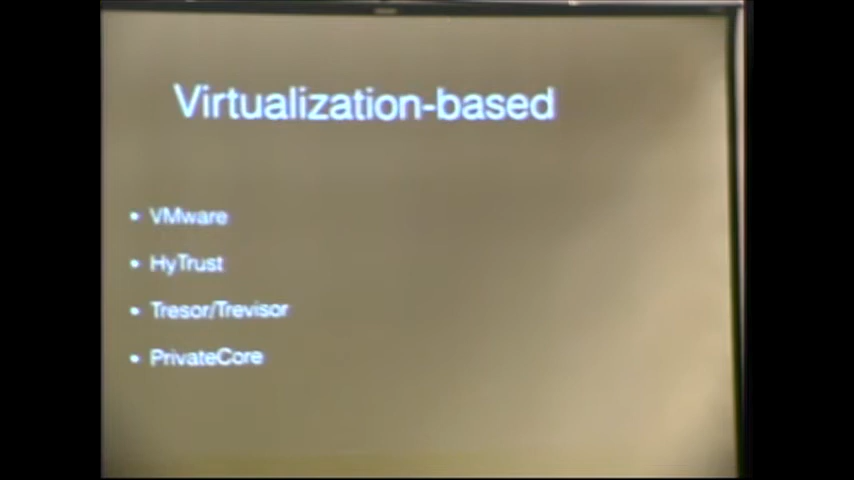 Virtualization-based
• VMware
• HyTrust
• Tresor/Trevisor
• PrivateCore